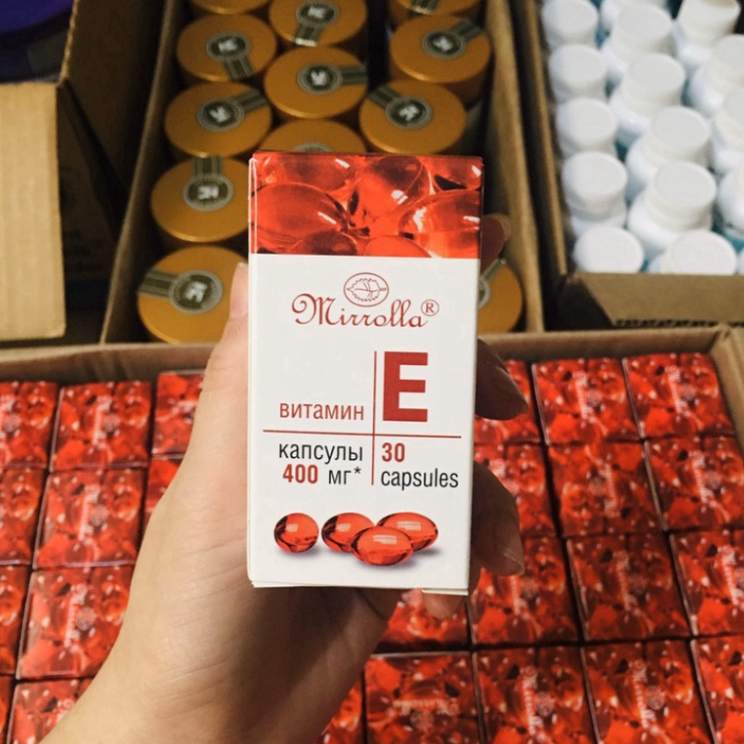 Mirrolla®
витамин E
капсулы 30
400 мг* capsules